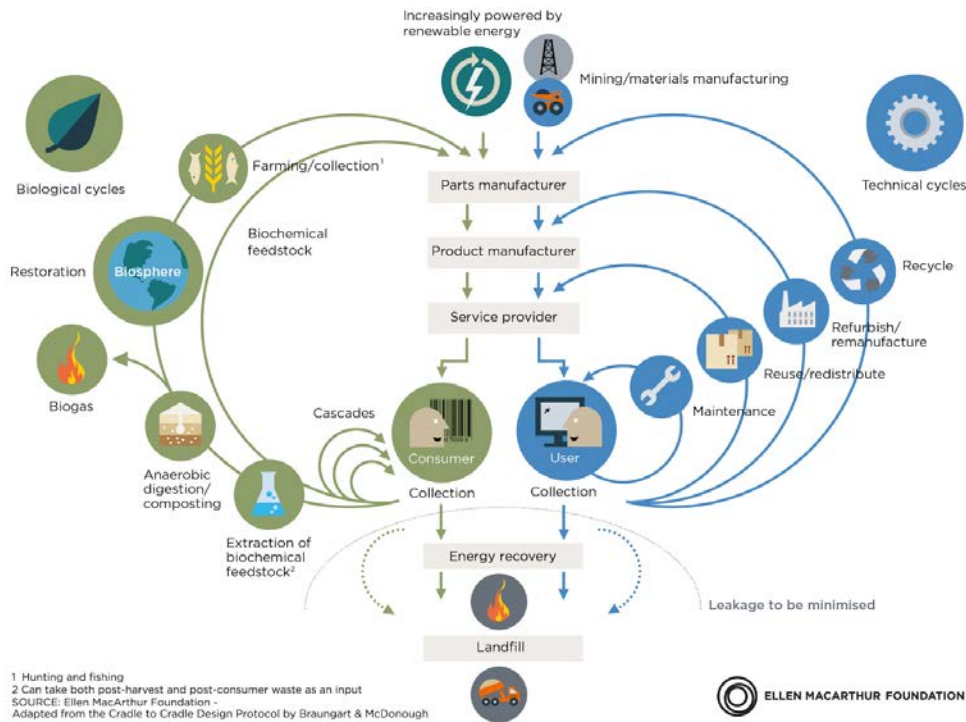 Increasingly powered by
renewable energy
Mining/materials manufacturing
Biological cycles
Technical cycles
Farming/collection1
Parts manufacturer
Biochemical
feedstock
Product manufacturer
Restoration
Biosphere
Recycle
Service provider
Refurbish/
remanufacture
Reuse/redistribute
Biogas
Cascades
Maintenance
Consumer
User
Anaerobic
digestion/
composting
Collection
Collection
Extraction of
biochemical
feedstock2
Energy recovery
Leakage to be minimised
Landfill
1 Hunting and fishing
2 Can take both post-harvest and post-consumer waste as an input
SOURCE: Ellen MacArthur Foundation -
Adapted from the Cradle to Cradle Design Protocol by Braungart & McDonough
ELLEN MACARTHUR FOUNDATION